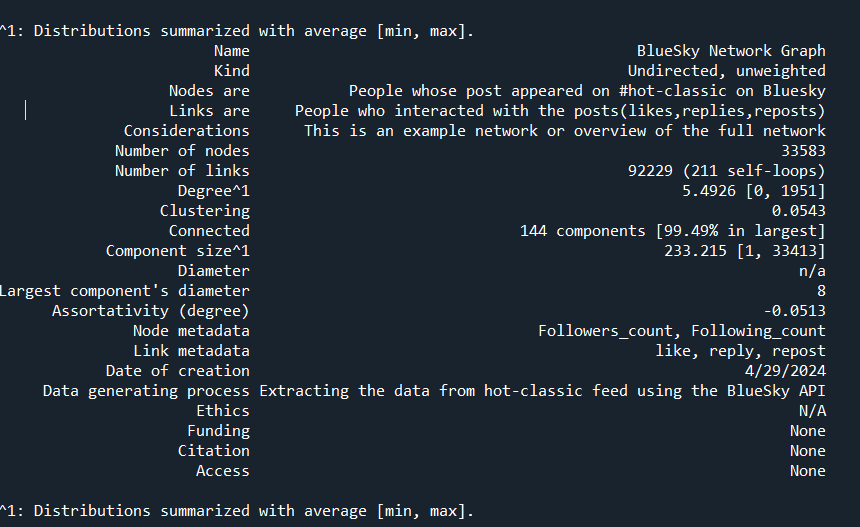 ^1: Distributions summarized with average [min, max].
Name BlueSky Network Graph
Kind Undirected, unweighted
Nodes are People whose post appeared on #hot-classic on Bluesky
Links are People who interacted with the posts(likes,replies,reposts)
Considerations This is an example network or overview of the full network
Number of nodes 33583
Number of links 92229 (211 self-loops)
Degree^1 5.4926 [0, 1951]
Clustering 0.0543
Connected 144 components [99.49% in largest]
Component size^1 233.215 [1, 33413]
Diameter n/a
Largest component's diameter 8
Assortativity (degree) -0.0513
Node metadata Followers_count, Following_count
Link metadata like, reply, repost
Date of creation 4/29/2024
Data generating process Extracting the data from hot-classic feed using the BlueSky API
Ethics N/A
Funding None
Citation None
Access None
^1: Distributions summarized with average [min, max].